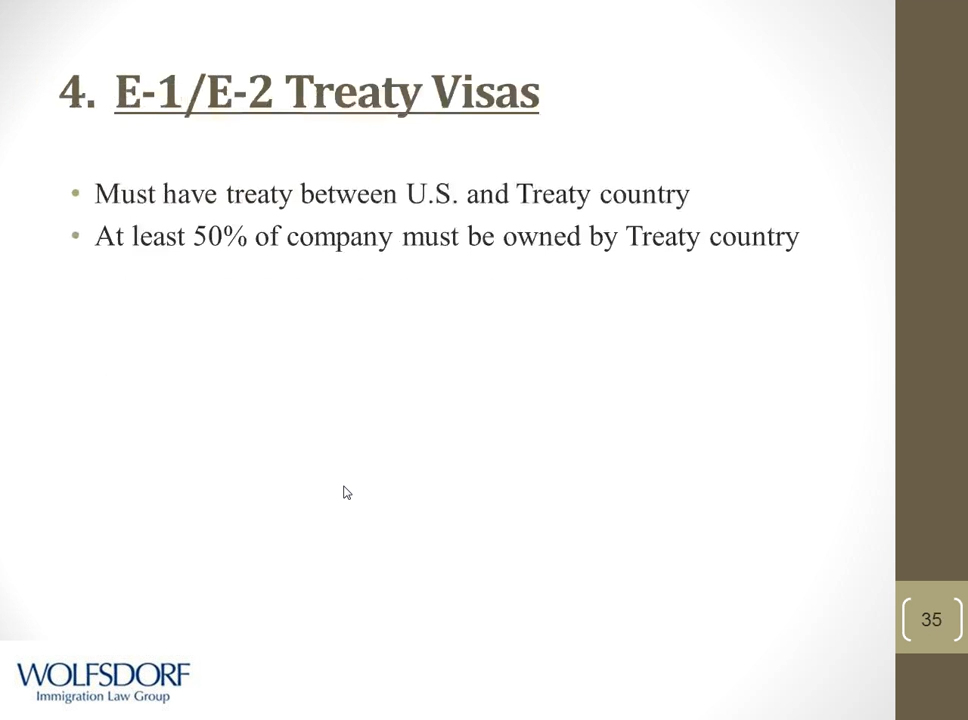 4. E-1/E-2 Treaty Visas
• Must have treaty between U.S. and Treaty country
• At least 50% of company must be owned by Treaty country
35
WOLFSDORF
Immigration Law Group